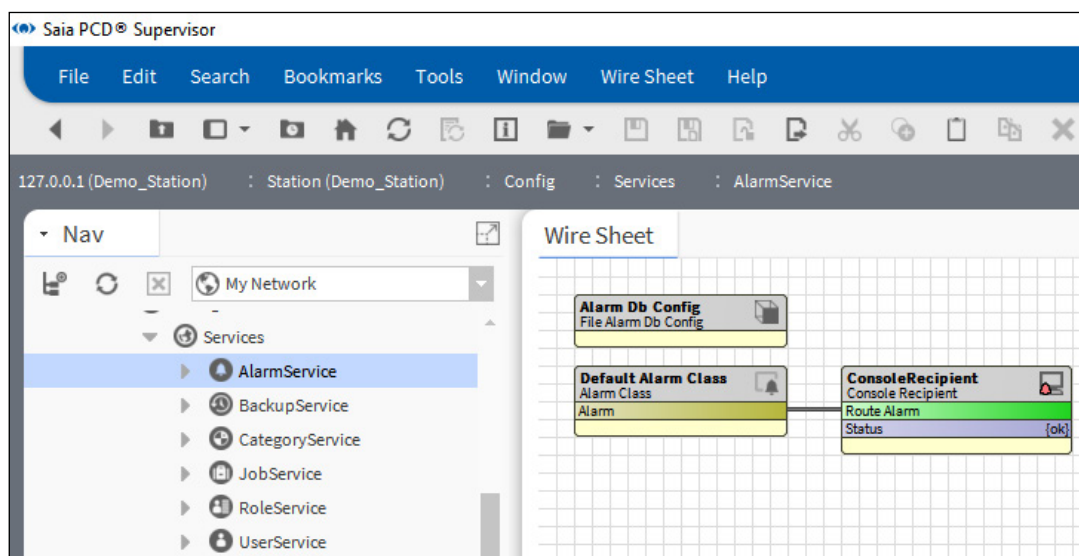 Saia PCD® Supervisor
File Edit Search Bookmarks Tools Window Wire Sheet Help
127.0.0.1 (Demo_Station) : Station (Demo_Station) : Config : Services : AlarmService
Nav
My Network
Services
AlarmService
BackupService
CategoryService
JobService
RoleService
UserService
Wire Sheet
Alarm Db Config
File Alarm Db Config
Default Alarm Class
Alarm Class
Alarm
ConsoleRecipient
Console Recipient
Route Alarm
Status {ok}